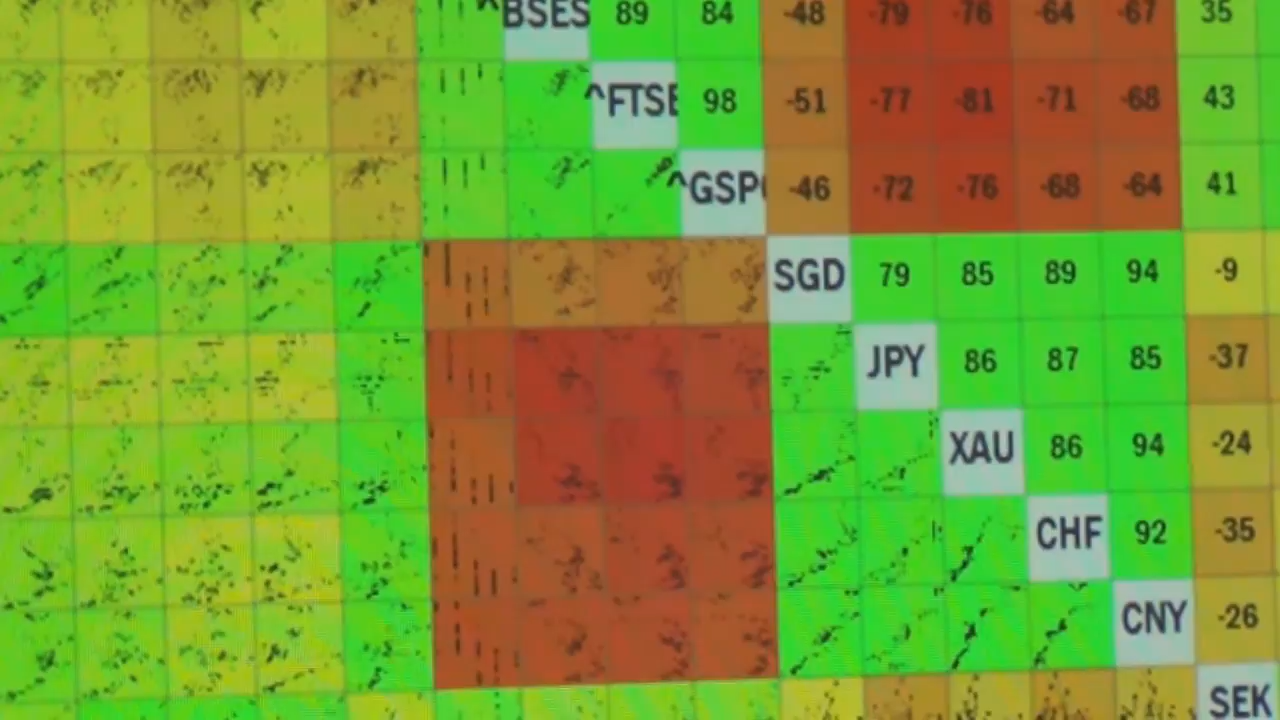 ^BSES 89 84 -48 -79 -76 -64 -67 35
^FTSE 98 -51 -77 -81 -71 -68 43
^GSP -46 -72 -76 -68 -64 41
SGD 79 85 89 94 -9
JPY 86 87 85 -37
XAU 86 94 -24
CHF 92 -35
CNY -26
SEK